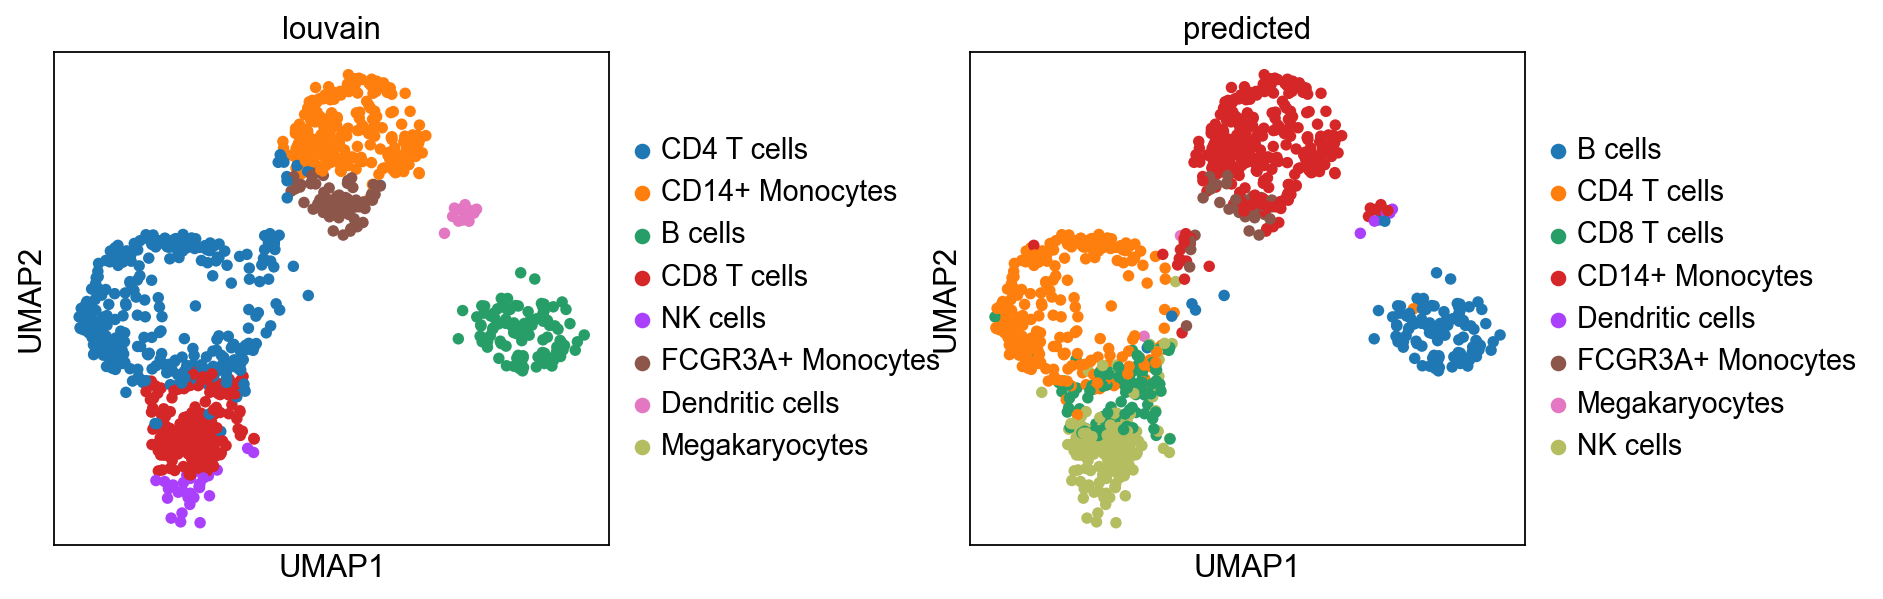 louvain
UMAP2
UMAP1
CD4 T cells
CD14+ Monocytes
B cells
CD8 T cells
NK cells
FCGR3A+ Monocytes
Dendritic cells
Megakaryocytes
predicted
UMAP2
UMAP1
B cells
CD4 T cells
CD8 T cells
CD14+ Monocytes
Dendritic cells
FCGR3A+ Monocytes
Megakaryocytes
NK cells